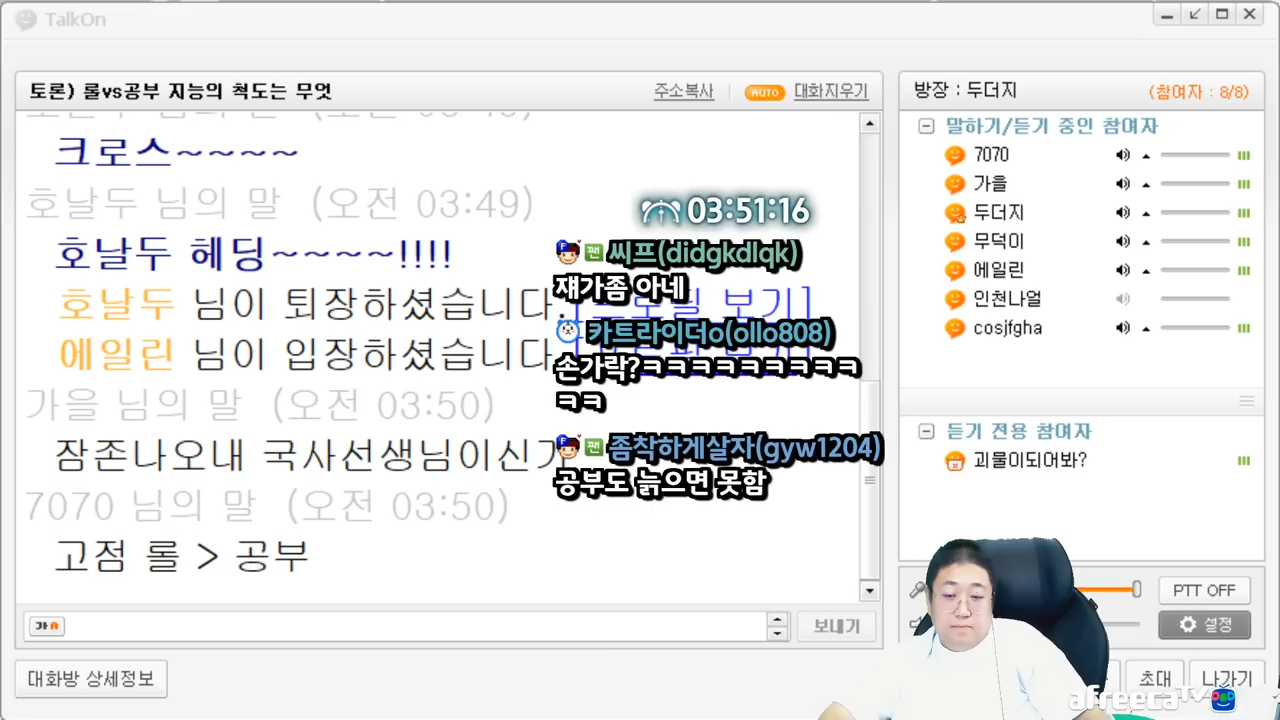 TalkOn
토론) 롤vs공부 지능의 척도는 무엇
주소복사
AUTO
대화지우기
크로스~~~~
호날두 님의 말 (오전 03:49)
호날두 헤딩~~~~!!!!
호날두 님이 퇴장하셨습니다.
에일린 님이 입장하셨습니다
가을 님의 말 (오전 03:50)
잠존나오내 국사선생님이신가
7070 님의 말 (오전 03:50)
고점 롤 > 공부
03:51:16
팬 씨프(didgkdlqk)
쟤가좀 아네
카트라이더o(ollo808)
손가락?ㅋㅋㅋㅋㅋㅋㅋㅋㅋ
ㅋㅋ
팬 좀착하게살자(gyw1204)
공부도 늙으면 못함
가A
보내기
대화방 상세정보
방장 : 두더지
(참여자 : 8/8)
말하기/듣기 중인 참여자
7070
가을
두더지
무덕이
에일린
인천나얼
cosjfgha
듣기 전용 참여자
괴물이되어봐?
PTT OFF
설정
초대
나가기
afreecaTV